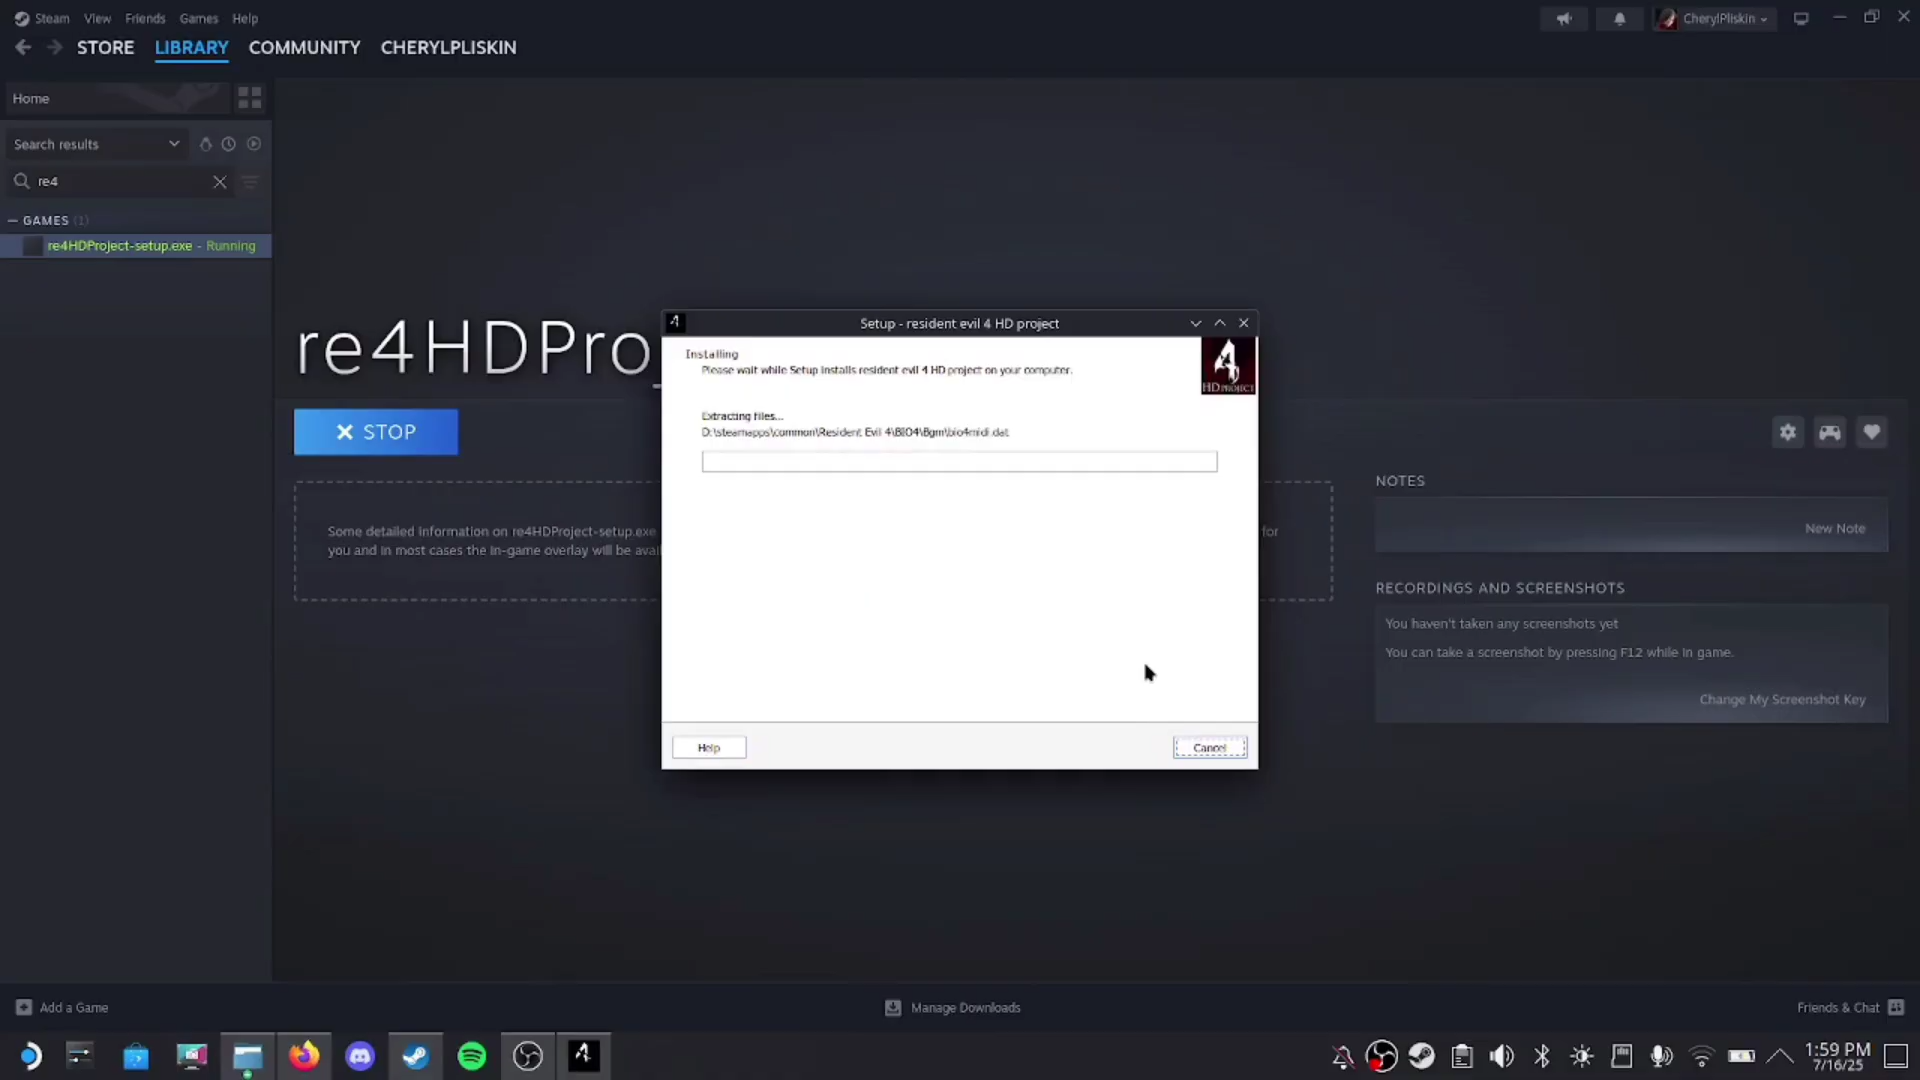 Steam View Friends Games Help
CherylPliskin
STORE LIBRARY COMMUNITY CHERYLPLISKIN
Home
Search results
re4
— GAMES (1)
re4HDProject-setup.exe - Running
re4HDPro
STOP
Some detailed information on re4HDProject-setup.exe
for
you and in most cases the in-game overlay will be avai
Setup - resident evil 4 HD project
Installing
Please wait while Setup installs resident evil 4 HD project on your computer.
4
HD PROJECT
Extracting files...
D:\steamapps\common\Resident Evil 4\BIO4\Bgm\bio4midi.dat
Help
Cancel
NOTES
New Note
RECORDINGS AND SCREENSHOTS
You haven't taken any screenshots yet
You can take a screenshot by pressing F12 while in game.
Change My Screenshot Key
Add a Game
Manage Downloads
Friends & Chat
1:59 PM
7/16/25